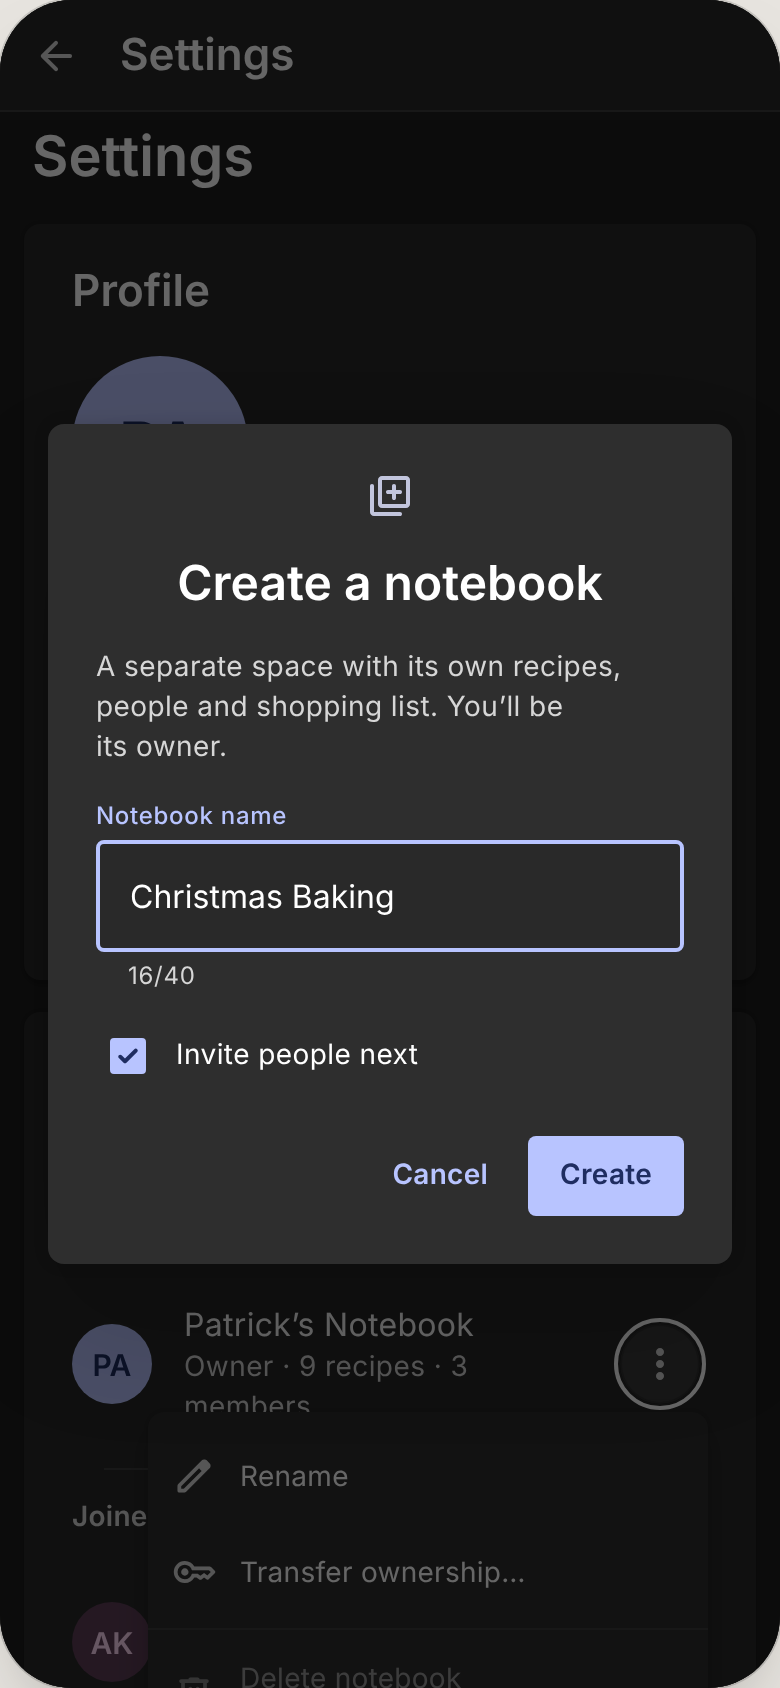 Settings
Settings
Profile
Create a notebook
A separate space with its own recipes,
people and shopping list. You’ll be
its owner.
Notebook name
Christmas Baking
16/40
Invite people next
Cancel
Create
Patrick’s Notebook
PA
Owner · 9 recipes · 3
members
Rename
Joine
Transfer ownership...
AK
Delete notebook